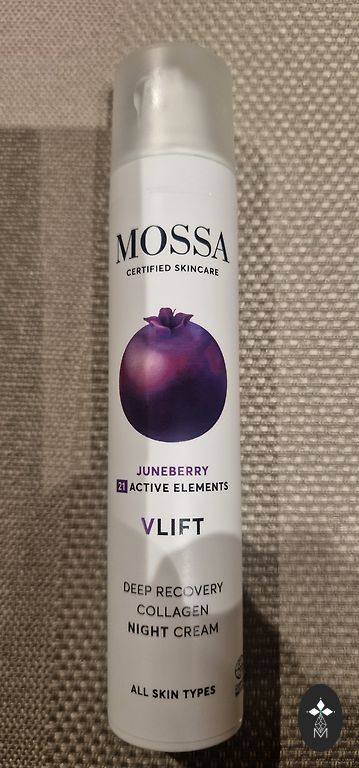 MOSSA
CERTIFIED SKINCARE
JUNEBERRY
21 ACTIVE ELEMENTS
VLIFT
DEEP RECOVERY
COLLAGEN
NIGHT CREAM
ALL SKIN TYPES
M